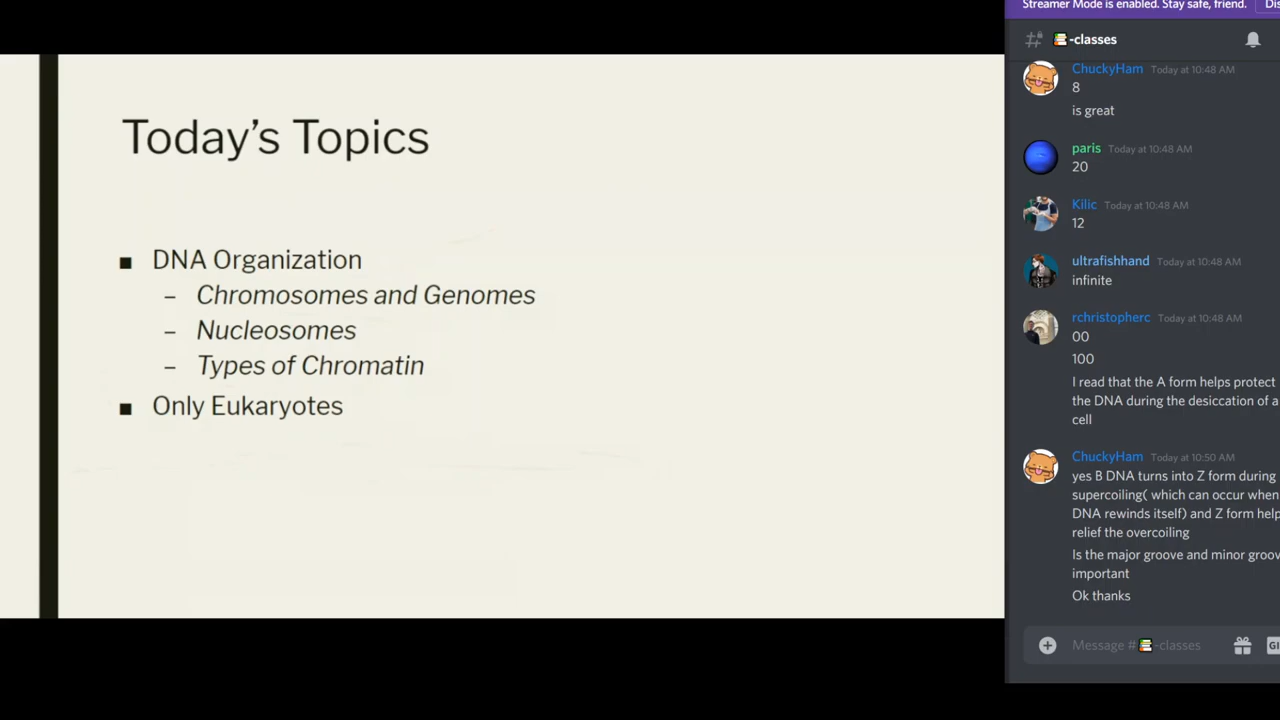 Today's Topics
■ DNA Organization
– Chromosomes and Genomes
– Nucleosomes
– Types of Chromatin
■ Only Eukaryotes
Streamer Mode is enabled. Stay safe, friend. Dis
-classes
ChuckyHam Today at 10:48 AM
8
is great
paris Today at 10:48 AM
20
Kilic Today at 10:48 AM
12
ultrafishhand Today at 10:48 AM
infinite
rchristopherc Today at 10:48 AM
00
100
I read that the A form helps protect
the DNA during the desiccation of a
cell
ChuckyHam Today at 10:50 AM
yes B DNA turns into Z form during
supercoiling( which can occur when
DNA rewinds itself) and Z form help
relief the overcoiling
Is the major groove and minor groov
important
Ok thanks
Message # -classes
GI